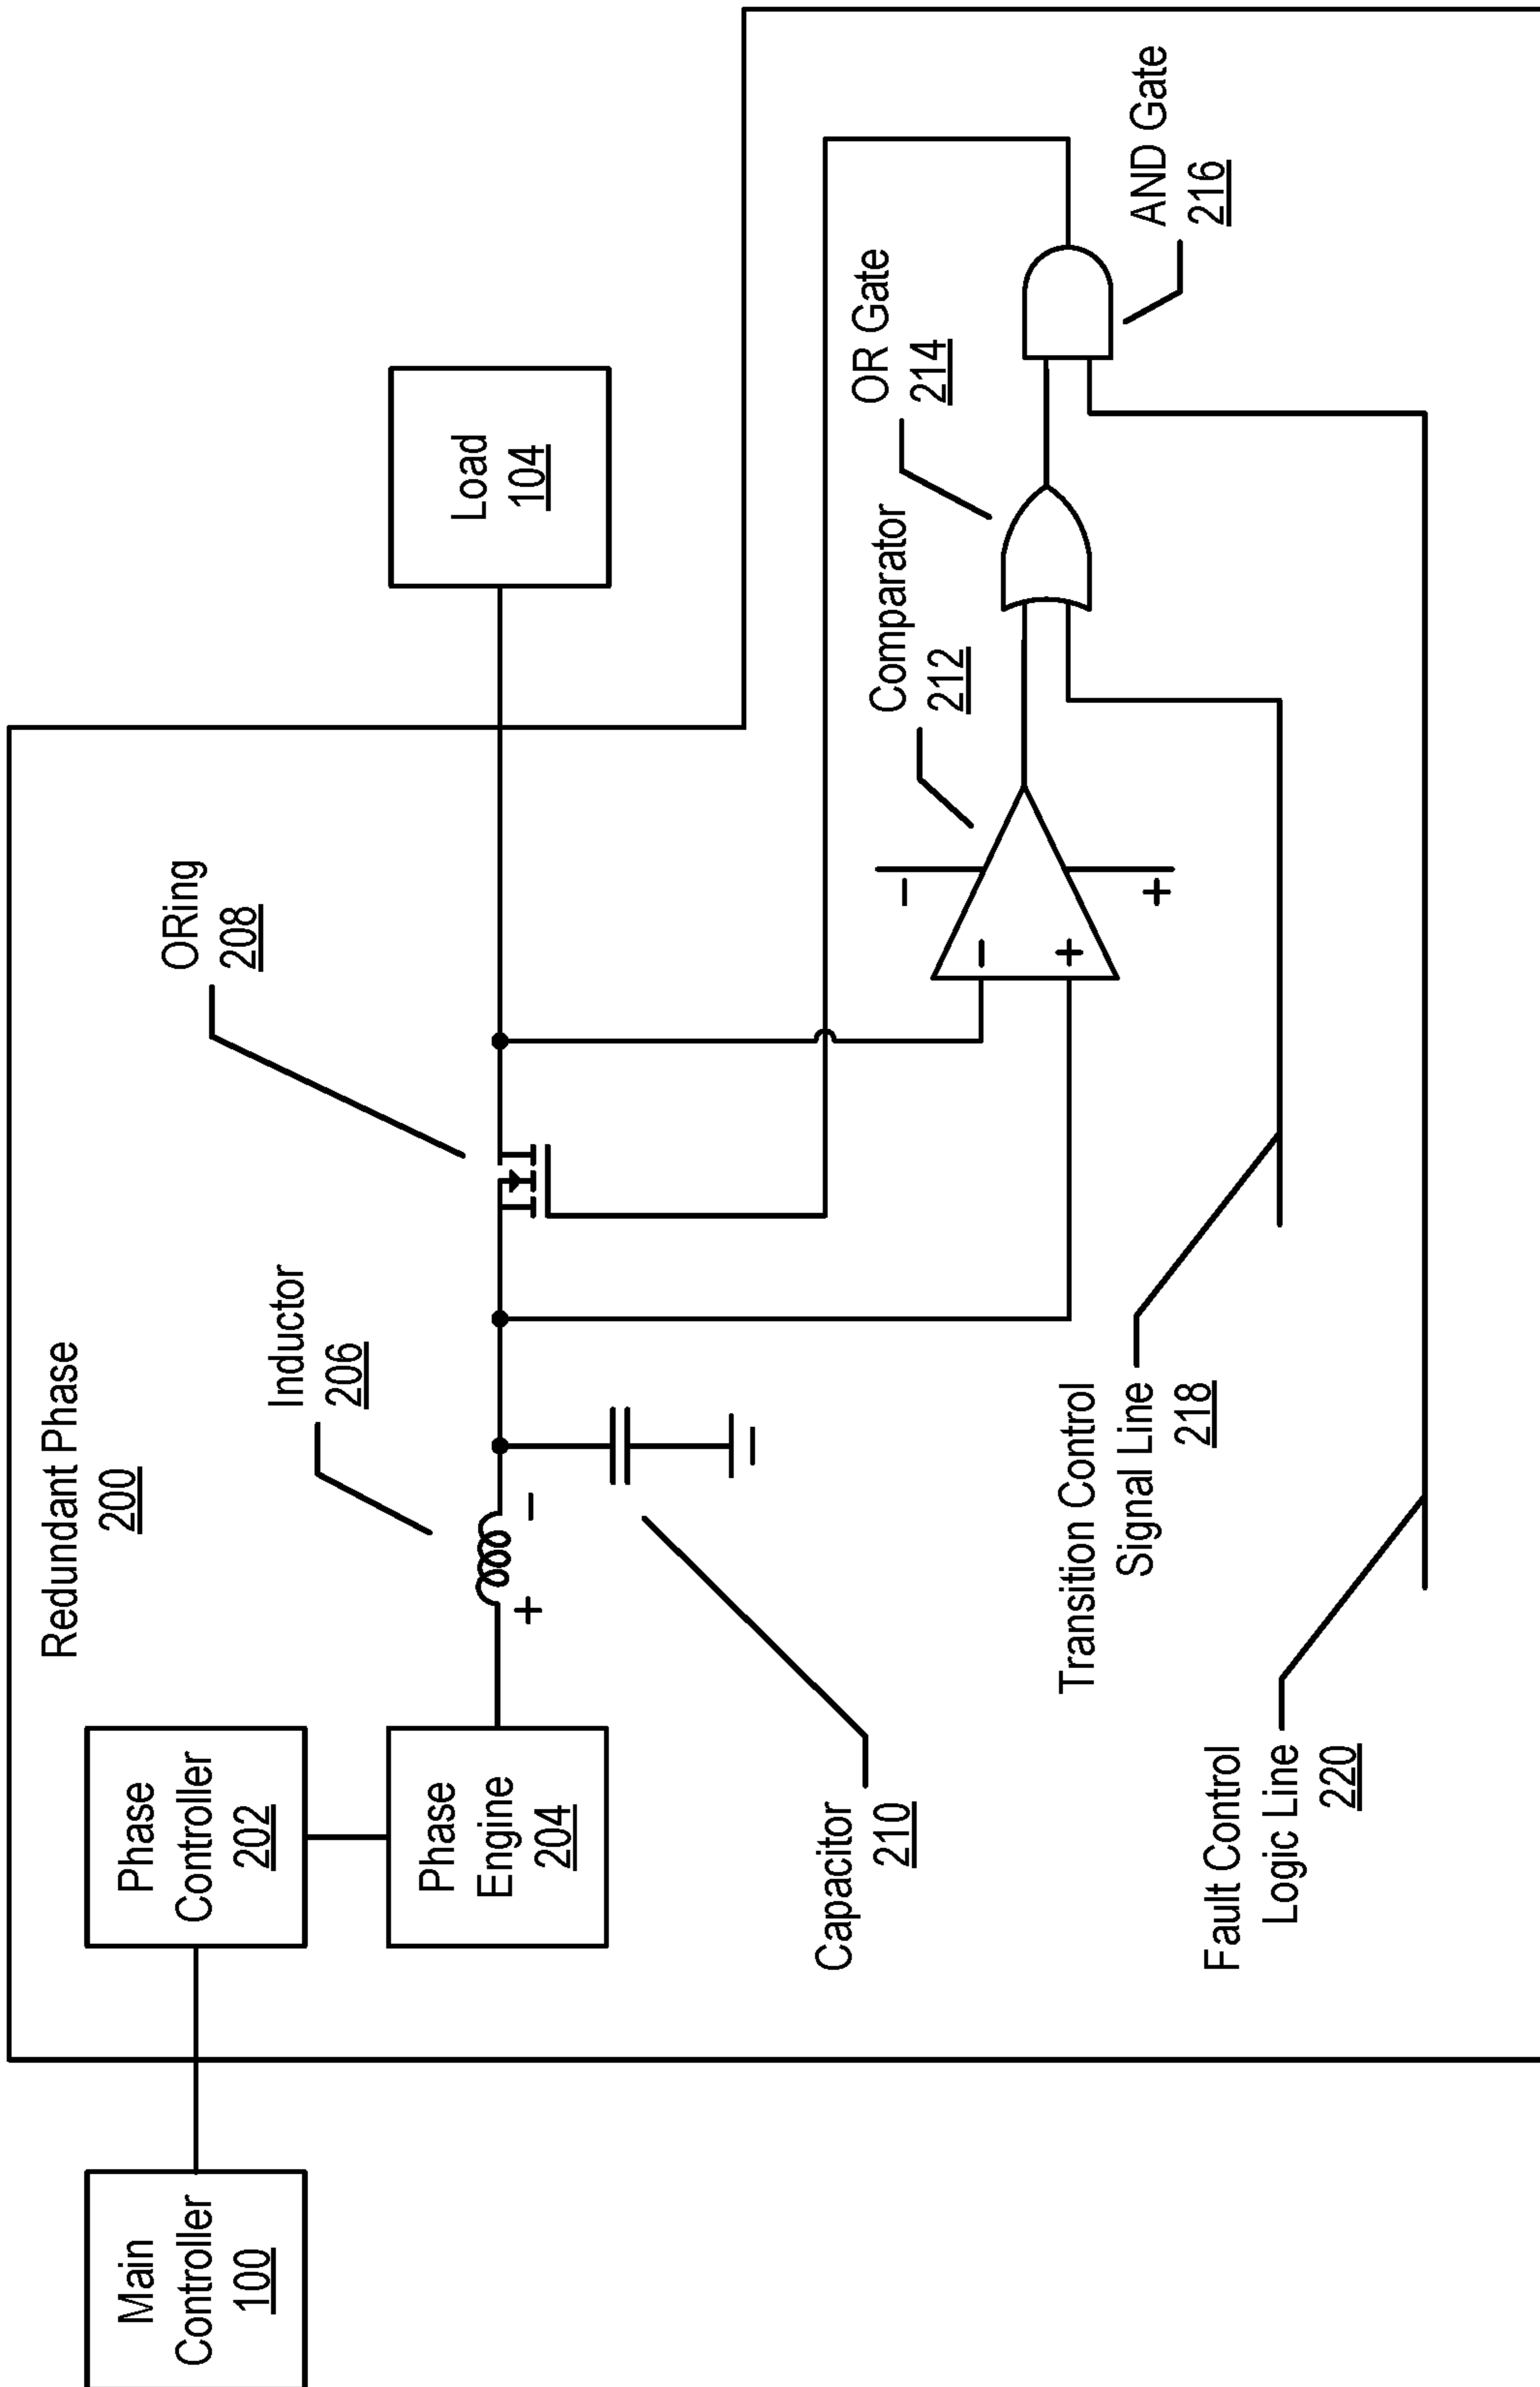 Redundant Phase
200
Main
Controller
100
Phase
Controller
202
Phase
Engine
204
Inductor
206
ORing
208
Load
104
+
−
Capacitor
210
Comparator
212
−
+
−
+
OR Gate
214
AND Gate
216
Transition Control
Signal Line
218
Fault Control
Logic Line
220